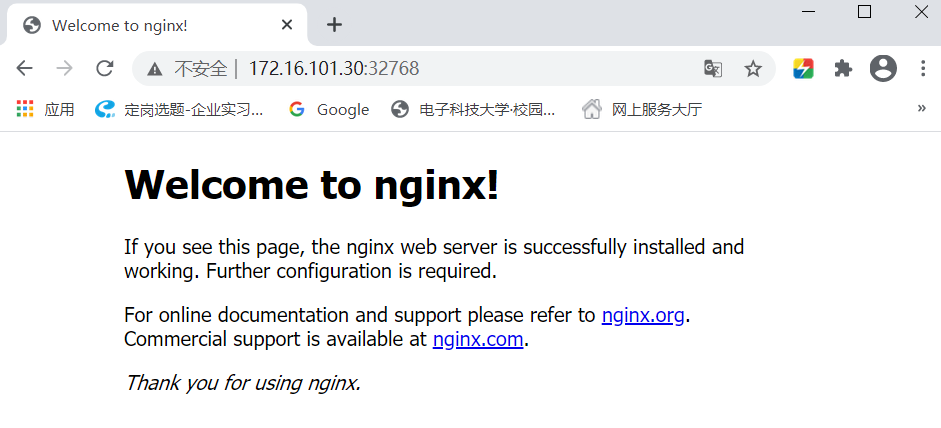 Welcome to nginx!
不安全 | 172.16.101.30:32768
应用 定岗选题-企业实习... Google 电子科技大学·校园... 网上服务大厅 »
Welcome to nginx!
If you see this page, the nginx web server is successfully installed and
working. Further configuration is required.
For online documentation and support please refer to nginx.org.
Commercial support is available at nginx.com.
Thank you for using nginx.